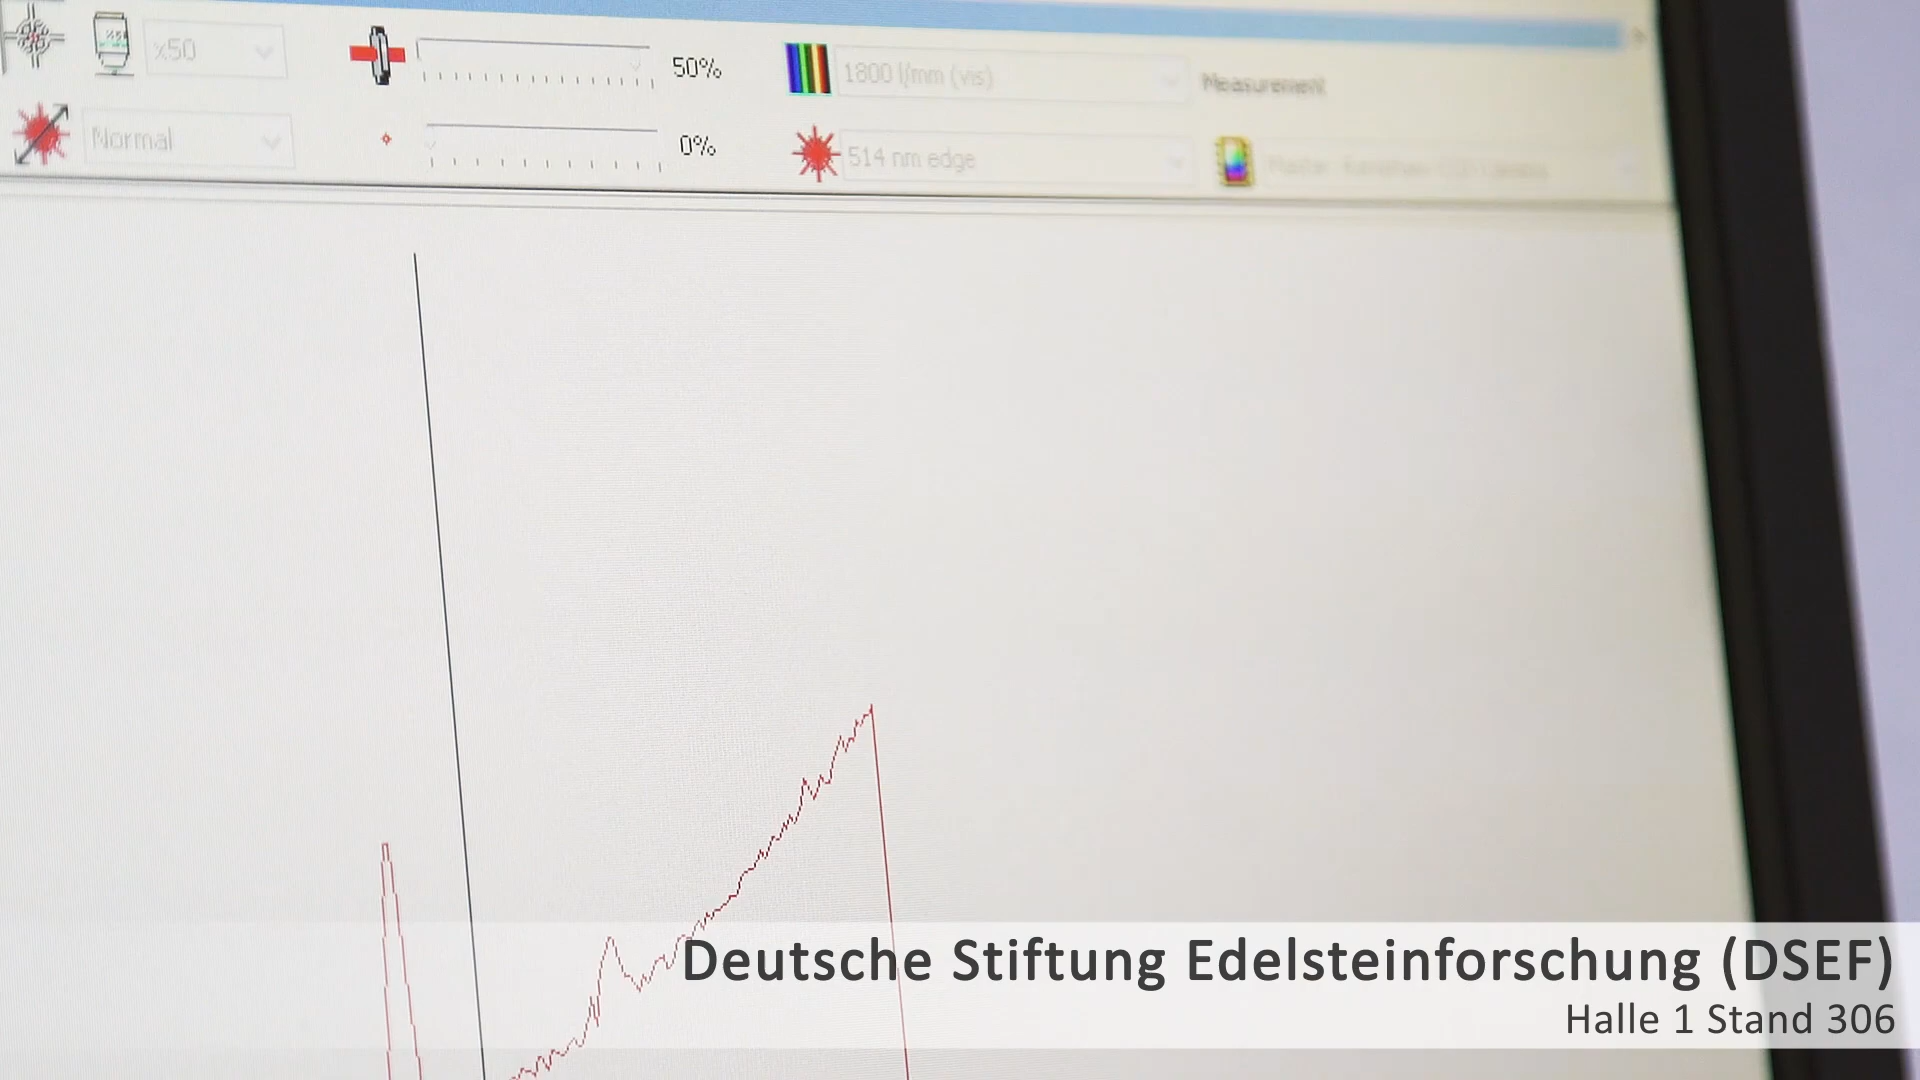 x50
50%
1800 l/mm (vis)
Measurement
Normal
0%
514 nm edge
Deutsche Stiftung Edelsteinforschung (DSEF)
Halle 1 Stand 306